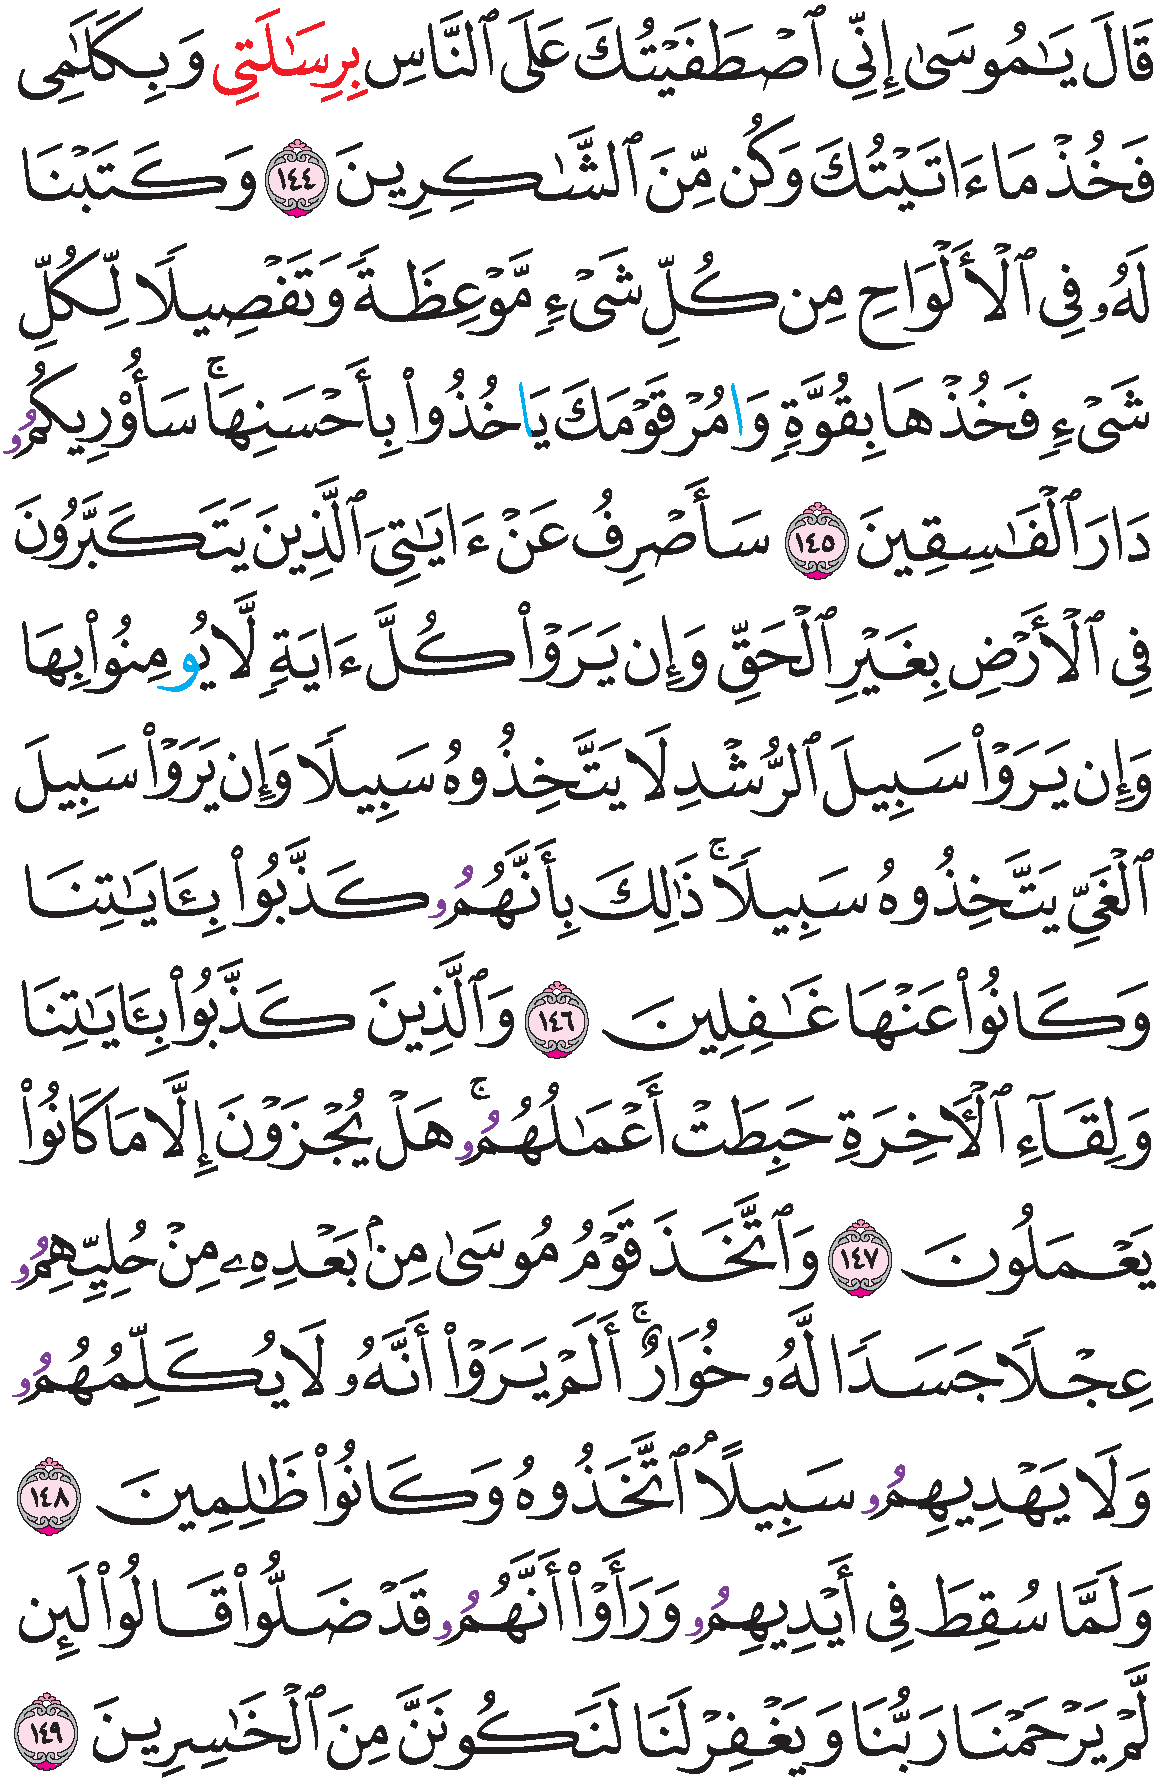 قَالَ يَٰمُوسَىٰ إِنِّي ٱصۡطَفَيۡتُكَ عَلَى ٱلنَّاسِ بِرِسَٰلَتِي وَبِكَلَٰمِي
فَخُذۡ مَا ءَاتَيۡتُكَ وَكُن مِّنَ ٱلشَّٰكِرِينَ ١٤٤ وَكَتَبۡنَا
لَهُۥ فِي ٱلۡأَلۡوَاحِ مِن كُلِّ شَيۡءٖ مَّوۡعِظَةٗ وَتَفۡصِيلٗا لِّكُلِّ
شَيۡءٖ فَخُذۡهَا بِقُوَّةٖ وَامُرۡ قَوۡمَكَ يَاخُذُواْ بِأَحۡسَنِهَاۚ سَأُوْرِيكُمُۥ
دَارَ ٱلۡفَٰسِقِينَ ١٤٥ سَأَصۡرِفُ عَنۡ ءَايَٰتِيَ ٱلَّذِينَ يَتَكَبَّرُونَ
فِي ٱلۡأَرۡضِ بِغَيۡرِ ٱلۡحَقِّ وَإِن يَرَوۡاْ كُلَّ ءَايَةٖ لَّا يُومِنُواْ بِهَا
وَإِن يَرَوۡاْ سَبِيلَ ٱلرُّشۡدِ لَا يَتَّخِذُوهُ سَبِيلٗا وَإِن يَرَوۡاْ سَبِيلَ
ٱلۡغَيِّ يَتَّخِذُوهُ سَبِيلٗاۚ ذَٰلِكَ بِأَنَّهُمُۥ كَذَّبُواْ بِـَٔايَٰتِنَا
وَكَانُواْ عَنۡهَا غَٰفِلِينَ ١٤٦ وَٱلَّذِينَ كَذَّبُواْ بِـَٔايَٰتِنَا
وَلِقَآءِ ٱلۡأٓخِرَةِ حَبِطَتۡ أَعۡمَٰلُهُمُۥۚ هَلۡ يُجۡزَوۡنَ إِلَّا مَا كَانُواْ
يَعۡمَلُونَ ١٤٧ وَٱتَّخَذَ قَوۡمُ مُوسَىٰ مِنۢ بَعۡدِهِۦ مِنۡ حُلِيِّهِمُۥ
عِجۡلٗا جَسَدٗا لَّهُۥ خُوَارٌۚ أَلَمۡ يَرَوۡاْ أَنَّهُۥ لَا يُكَلِّمُهُمُۥ
وَلَا يَهۡدِيهِمُۥ سَبِيلًاۘ ٱتَّخَذُوهُ وَكَانُواْ ظَٰلِمِينَ ١٤٨
وَلَمَّا سُقِطَ فِي أَيۡدِيهِمُۥ وَرَأَوۡاْ أَنَّهُمُۥ قَدۡ ضَلُّواْ قَالُواْ لَئِن
لَّمۡ يَرۡحَمۡنَا رَبُّنَا وَيَغۡفِرۡ لَنَا لَنَكُونَنَّ مِنَ ٱلۡخَٰسِرِينَ ١٤٩